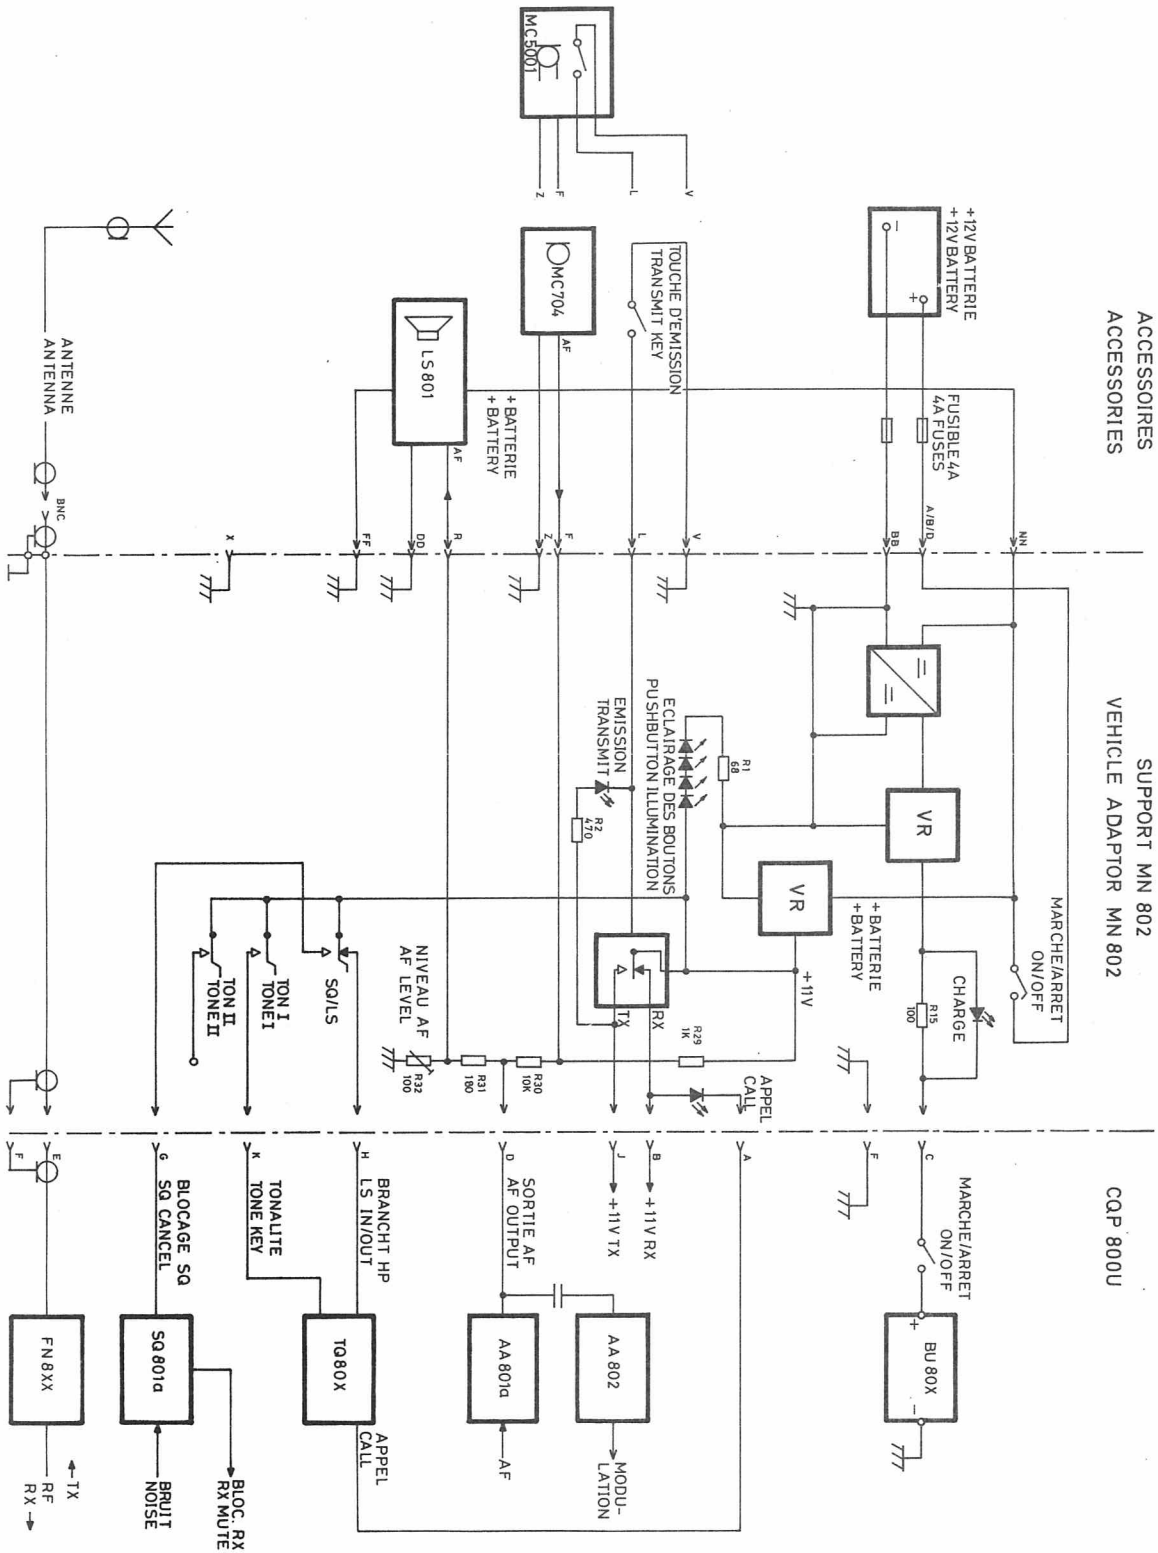 ACCESSOIRES
ACCESSORIES
SUPPORT MN 802
VEHICLE ADAPTOR MN 802
CQP 800U
+12V BATTERIE
+12V BATTERY
-
+
FUSIBLE 4A
4A FUSES
NN
A/B/D
BB
MARCHE/ARRET
ON/OFF
CHARGE
R15
100
VR
+ BATTERIE
+ BATTERY
VR
+11V
C
F
MARCHE/ARRET
ON/OFF
+
BU 80X
-
MC5001
V
L
F
Z
TOUCHE D'EMISSION
TRANSMIT KEY
V
L
R1
68
ECLAIRAGE DES BOUTONS
PUSHBUTTON ILLUMINATION
EMISSION
TRANSMIT
R2
470
RX
TX
R29
1K
APPEL
CALL
A
B
+11V RX
J
+11V TX
MC704
AF
F
Z
R30
10K
R31
180
R32
100
NIVEAU AF
AF LEVEL
D
SORTIE AF
AF OUTPUT
AA 802
MODU-
LATION
AA 801a
AF
LS 801
+ BATTERIE
+ BATTERY
AF
R
DD
FF
X
SQ/LS
TON I
TONE I
TON II
TONE II
H
BRANCHT HP
LS IN/OUT
K
TONALITE
TONE KEY
TQ80X
APPEL
CALL
G
BLOCAGE SQ
SQ CANCEL
SQ 801a
BLOC. RX
RX MUTE
BRUIT
NOISE
ANTENNE
ANTENNA
BNC
E
F
FN8XX
TX
RF
RX